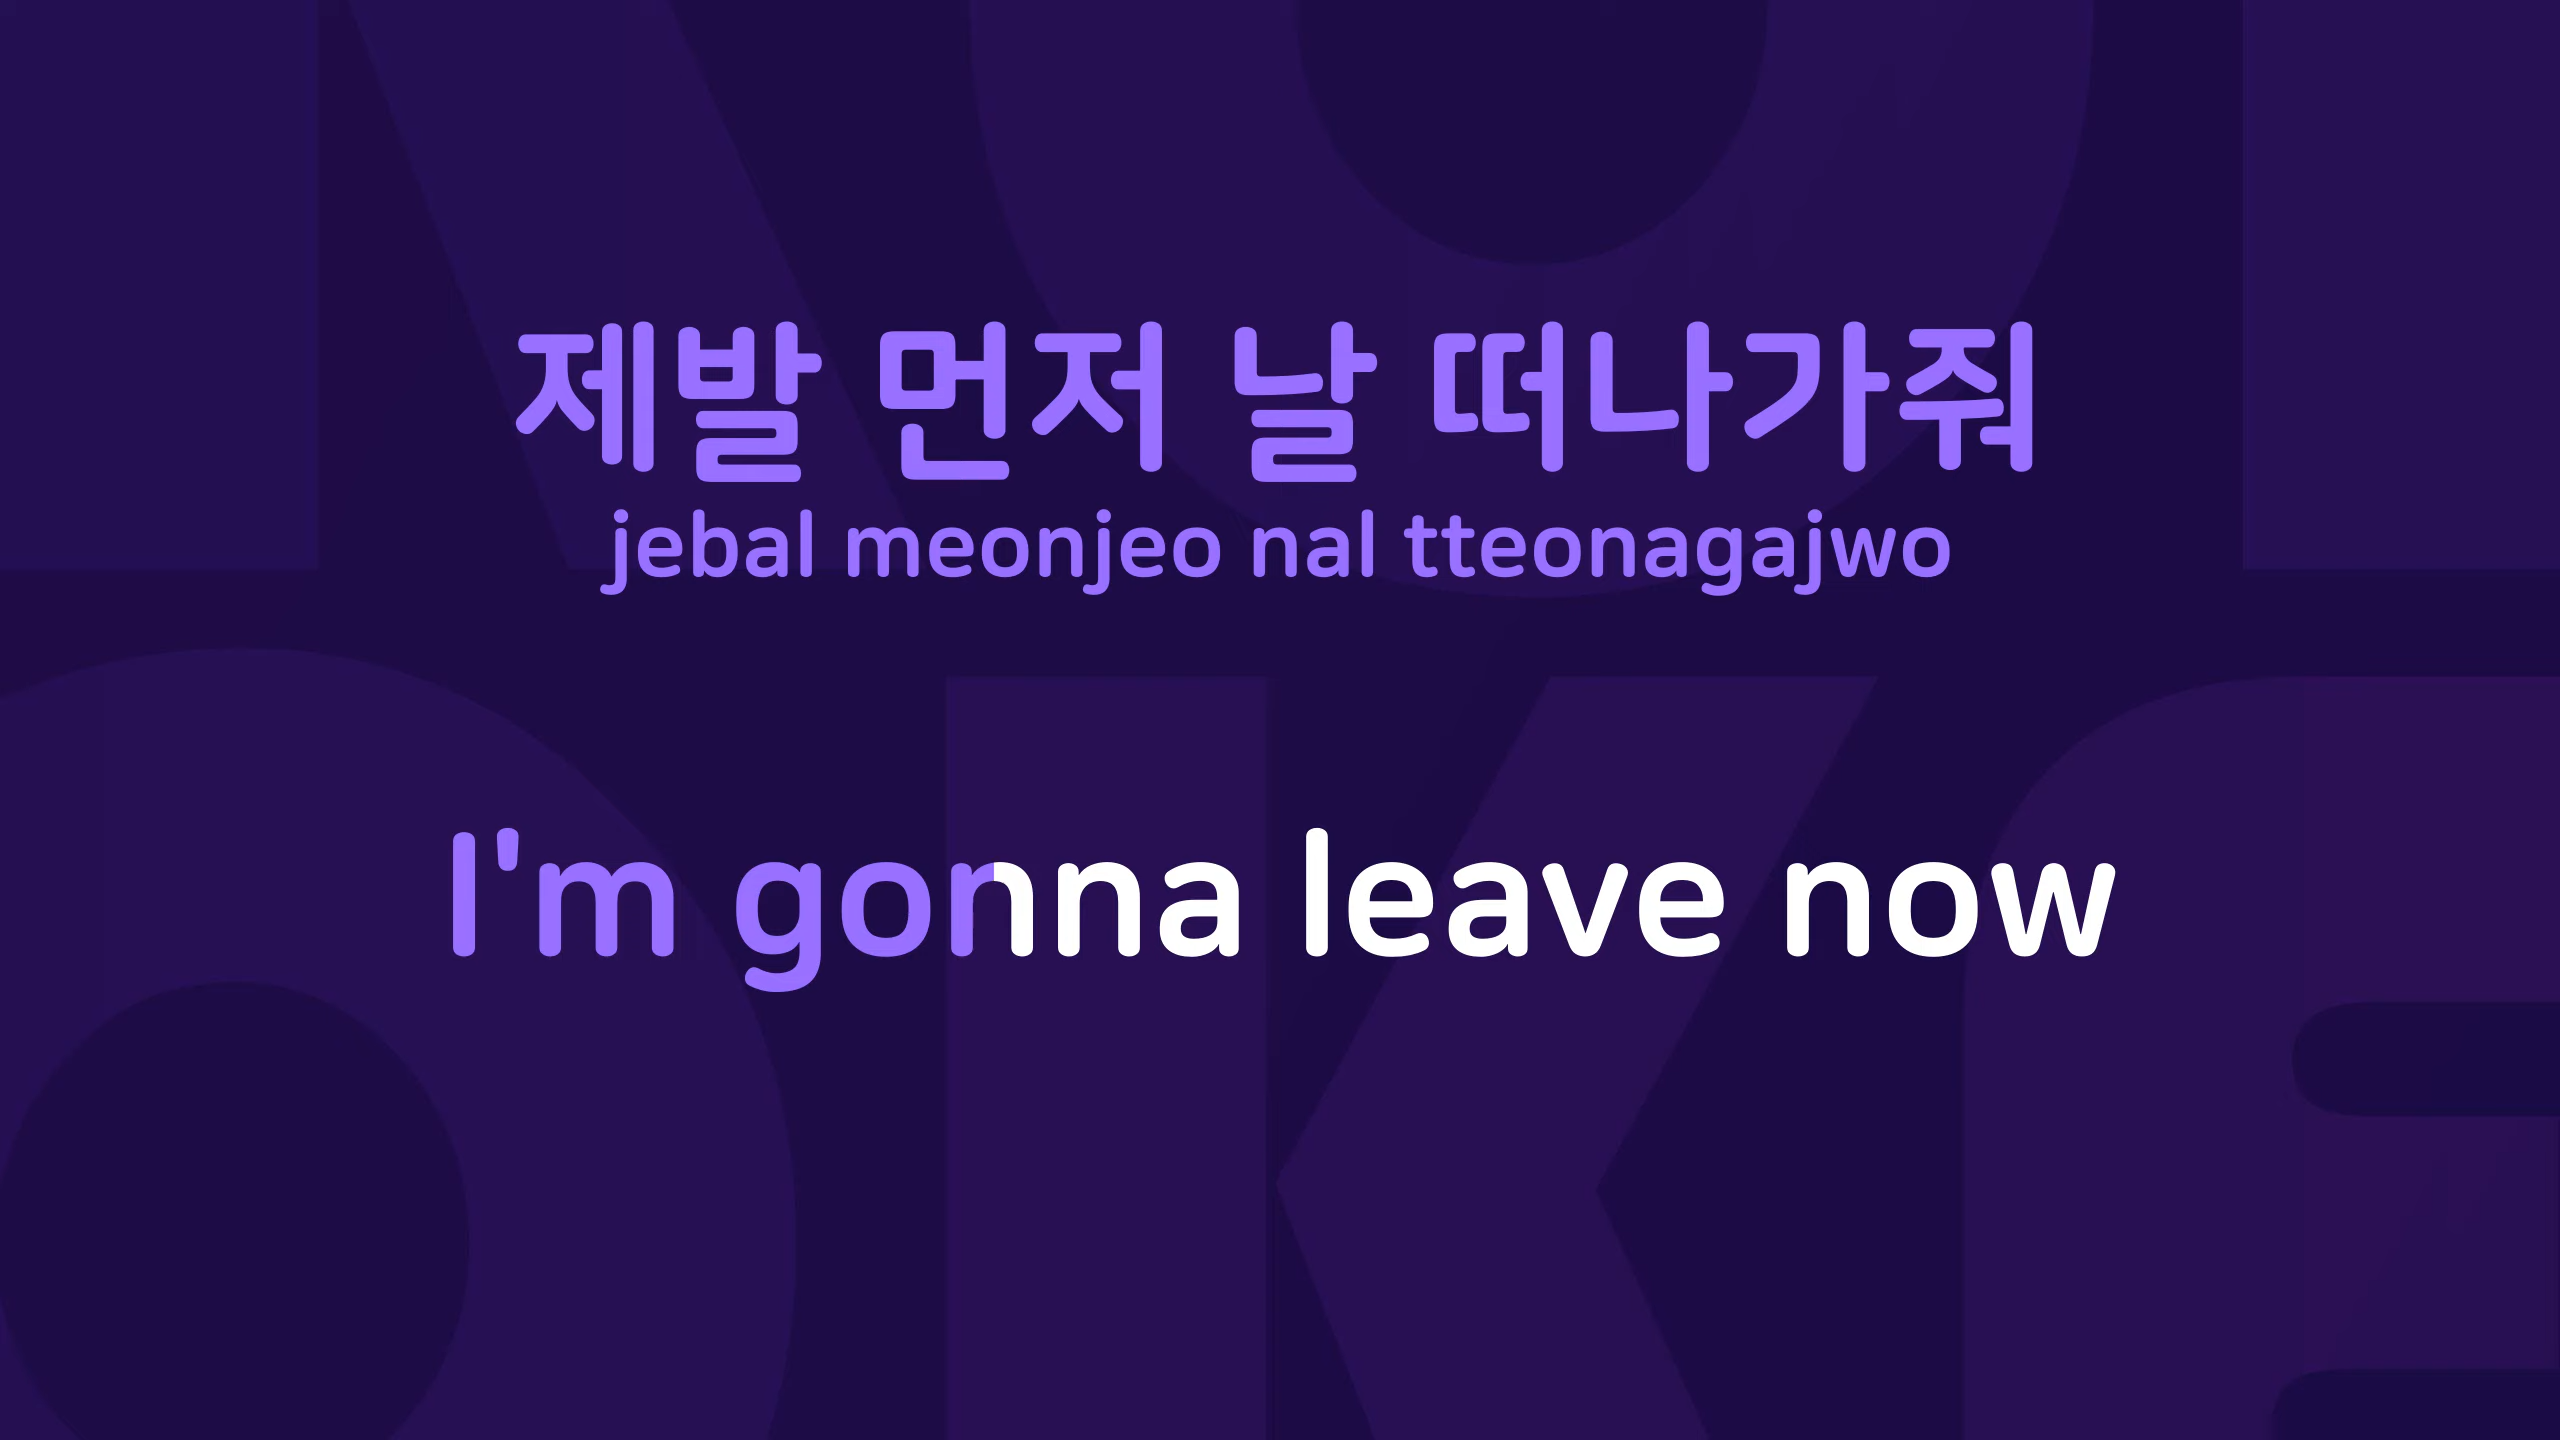 제발 먼저 날 떠나가줘
jebal meonjeo nal tteonagajwo
I'm gonna leave now